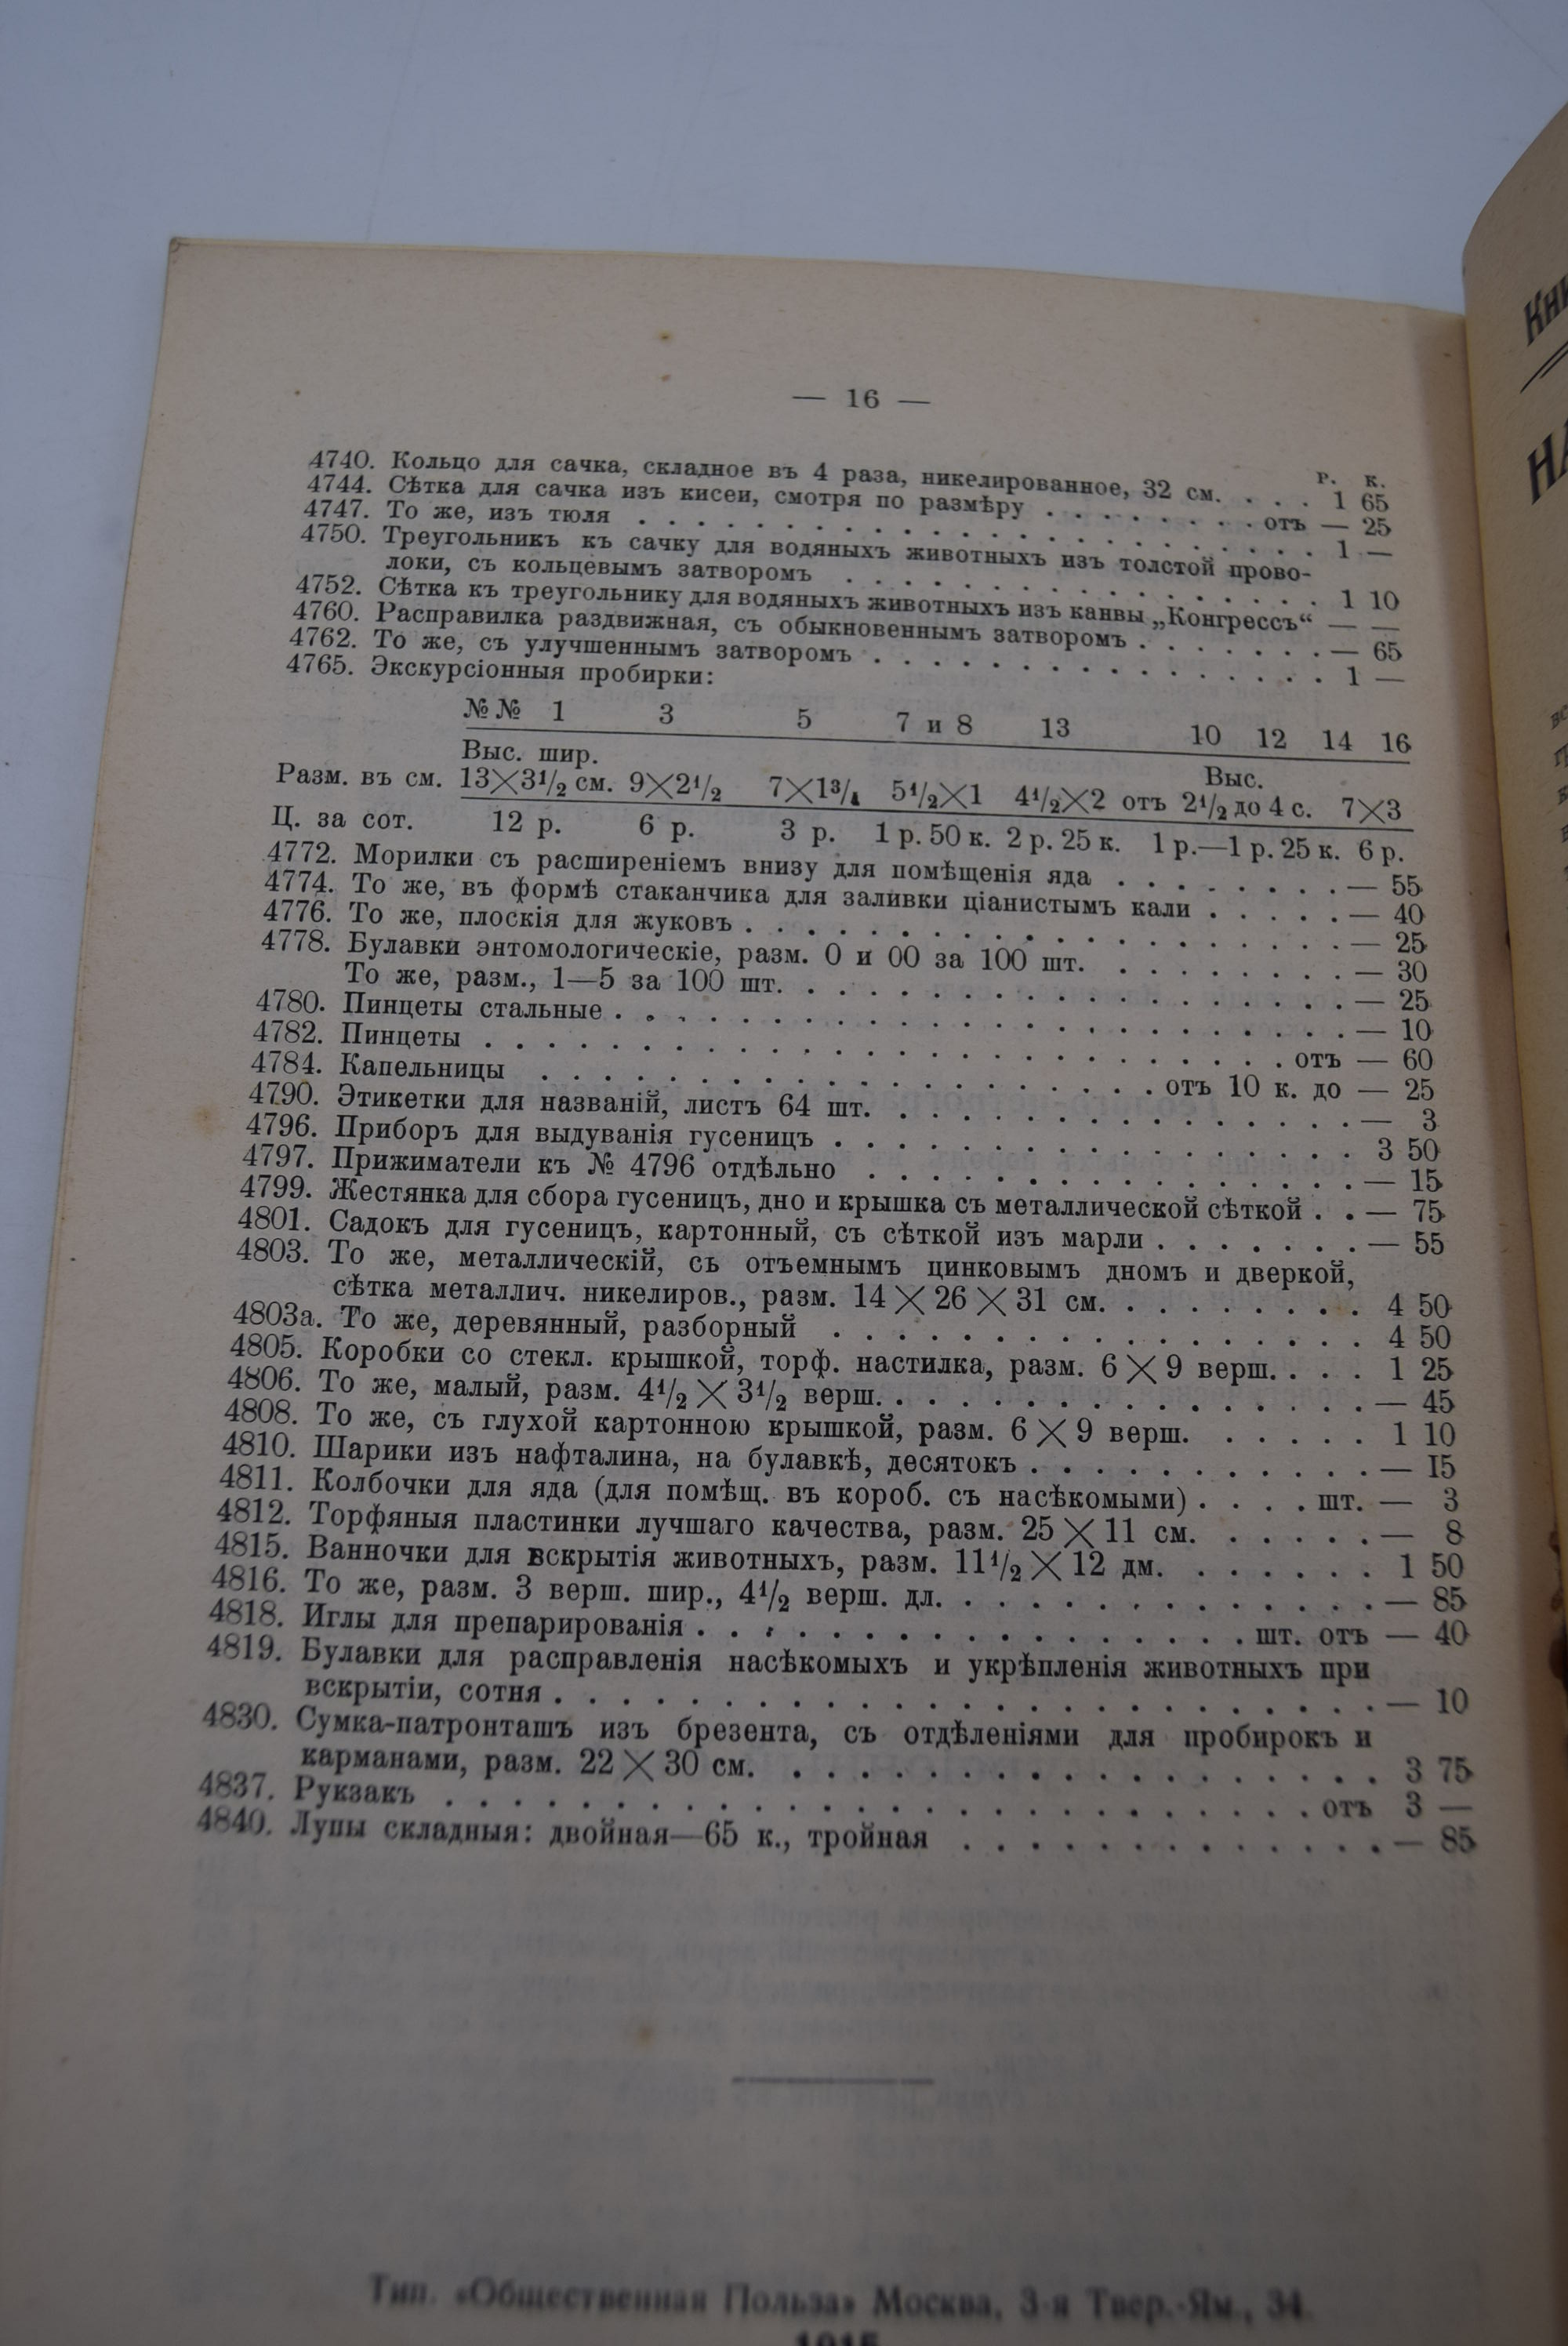 — 16 —
р. к.
4740. Кольцо для сачка, складное въ 4 раза, никелированное, 32 см. . . . 1 65
4744. Сѣтка для сачка изъ кисеи, смотря по размѣру . . . . . . . . отъ — 25
4747. То же, изъ тюля . . . . . . . . . . . . . . . . . . . 1 —
4750. Треугольникъ къ сачку для водяныхъ животныхъ изъ толстой прово-
локи, съ кольцевымъ затворомъ . . . . . . . . . . . . . . . 1 10
4752. Сѣтка къ треугольнику для водяныхъ животныхъ изъ канвы „Конгрессъ“ — —
4760. Расправилка раздвижная, съ обыкновеннымъ затворомъ . . . . . . . — 65
4762. То же, съ улучшеннымъ затворомъ . . . . . . . . . . . . . . . 1 —
4765. Экскурсіонныя пробирки:
№№ 1 3 5 7 и 8 13 10 12 14 16
Выс. шир. Выс.
Разм. въ см. 13×3½ см. 9×2½ 7×1¾ 5½×1 4½×2 отъ 2½ до 4 с. 7×3
Ц. за сот. 12 р. 6 р. 3 р. 1 р. 50 к. 2 р. 25 к. 1 р.—1 р. 25 к. 6 р.
4772. Морилки съ расширеніемъ внизу для помѣщенія яда . . . . . . . . — 55
4774. То же, въ формѣ стаканчика для заливки ціанистымъ кали . . . . . — 40
4776. То же, плоскія для жуковъ . . . . . . . . . . . . . . . . . . — 25
4778. Булавки энтомологическіе, разм. 0 и 00 за 100 шт. . . . . . . . . — 30
То же, разм., 1—5 за 100 шт. . . . . . . . . . . . . . . . . . — 25
4780. Пинцеты стальные . . . . . . . . . . . . . . . . . . . . . . — 10
4782. Пинцеты . . . . . . . . . . . . . . . . . . . . . . . отъ — 60
4784. Капельницы . . . . . . . . . . . . . . . . . отъ 10 к. до — 25
4790. Этикетки для названій, листъ 64 шт. . . . . . . . . . . . . . . . — 3
4796. Приборъ для выдуванія гусеницъ . . . . . . . . . . . . . . . . 3 50
4797. Прижиматели къ № 4796 отдѣльно . . . . . . . . . . . . . . . — 15
4799. Жестянка для сбора гусеницъ, дно и крышка съ металлической сѣткой . . — 75
4801. Садокъ для гусеницъ, картонный, съ сѣткой изъ марли . . . . . . . — 55
4803. То же, металлическій, съ отъемнымъ цинковымъ дномъ и дверкой,
сѣтка металлич. никелиров., разм. 14 × 26 × 31 см. . . . . . . . . 4 50
4803а. То же, деревянный, разборный . . . . . . . . . . . . . . . . 4 50
4805. Коробки со стекл. крышкой, торф. настилка, разм. 6 × 9 верш. . . . 1 25
4806. То же, малый, разм. 4½ × 3½ верш. . . . . . . . . . . . . . . . — 45
4808. То же, съ глухой картонною крышкой, разм. 6 × 9 верш. . . . . . . 1 10
4810. Шарики изъ нафталина, на булавкѣ, десятокъ . . . . . . . . . . . — 15
4811. Колбочки для яда (для помѣщ. въ короб. съ насѣкомыми) . . . . шт. — 3
4812. Торфяныя пластинки лучшаго качества, разм. 25 × 11 см. . . . . . — 8
4815. Ванночки для вскрытія животныхъ, разм. 11½ × 12 дм. . . . . . . . 1 50
4816. То же, разм. 3 верш. шир., 4½ верш. дл. . . . . . . . . . . . . . — 85
4818. Иглы для препарированія . . . . . . . . . . . . . . . . . шт. отъ — 40
4819. Булавки для расправленія насѣкомыхъ и укрѣпленія животныхъ при
вскрытіи, сотня . . . . . . . . . . . . . . . . . . . . . . . — 10
4830. Сумка-патронташъ изъ брезента, съ отдѣленіями для пробирокъ и
карманами, разм. 22 × 30 см. . . . . . . . . . . . . . . . . . 3 75
4837. Рукзакъ . . . . . . . . . . . . . . . . . . . . . . . отъ 3 —
4840. Лупы складныя: двойная—65 к., тройная . . . . . . . . . . . . . — 85
Тип. «Общественная Польза» Москва, 3-я Твер.-Ям., 34.
1915